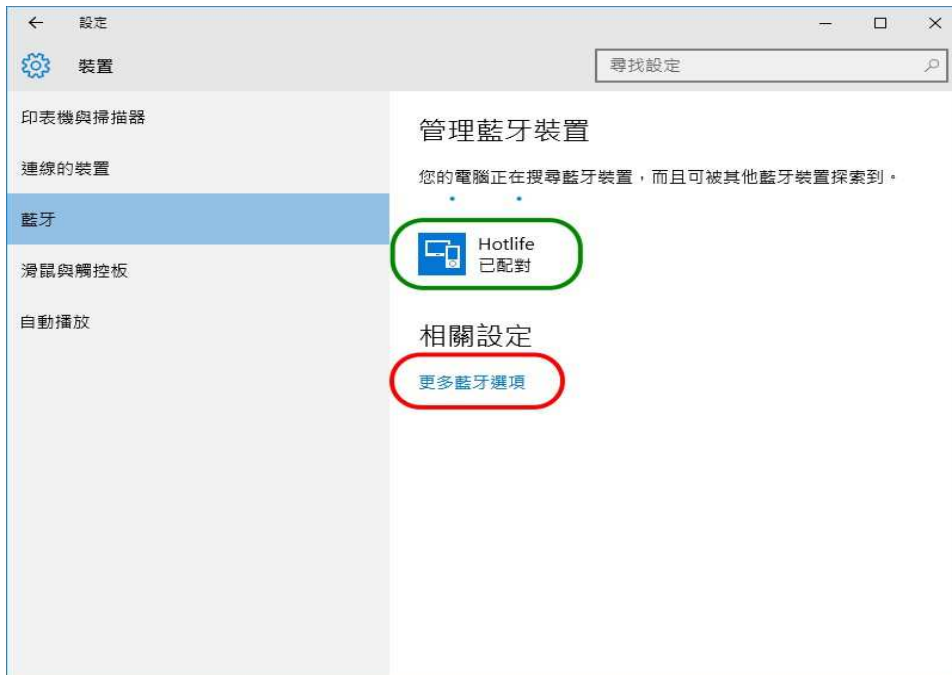 設定
裝置
尋找設定
印表機與掃描器
連線的裝置
藍牙
滑鼠與觸控板
自動播放
管理藍牙裝置
您的電腦正在搜尋藍牙裝置，而且可被其他藍牙裝置探索到。
Hotlife
已配對
相關設定
更多藍牙選項